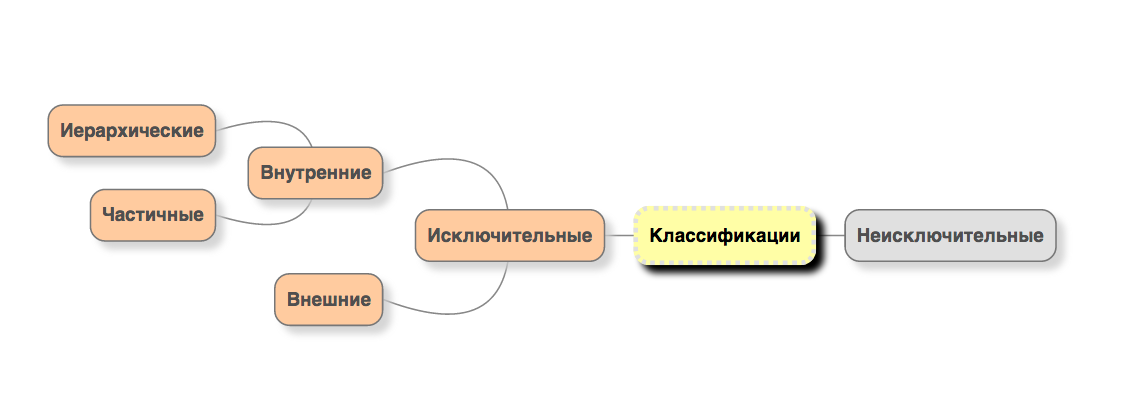 Иерархические
Внутренние
Частичные
Исключительные
Классификации
Неисключительные
Внешние